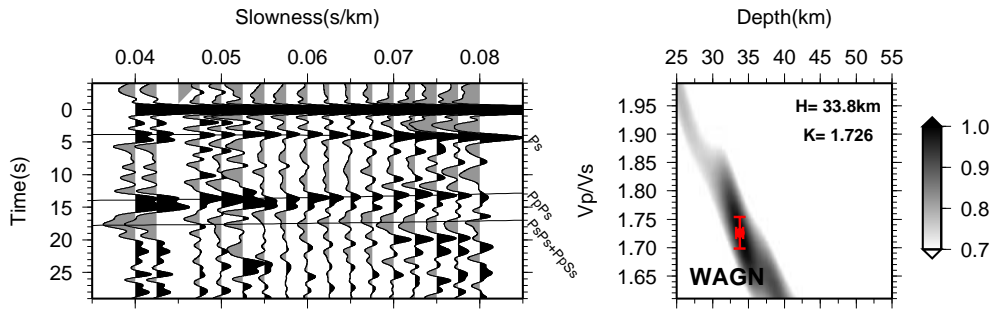 Slowness(s/km)
0.04 0.05 0.06 0.07 0.08
Time(s)
0
5
10
15
20
25
Ps
PpPs
PsPs+PpSs
Depth(km)
25 30 35 40 45 50 55
Vp/Vs
1.95
1.90
1.85
1.80
1.75
1.70
1.65
H= 33.8km
K= 1.726
WAGN
1.0
0.9
0.8
0.7